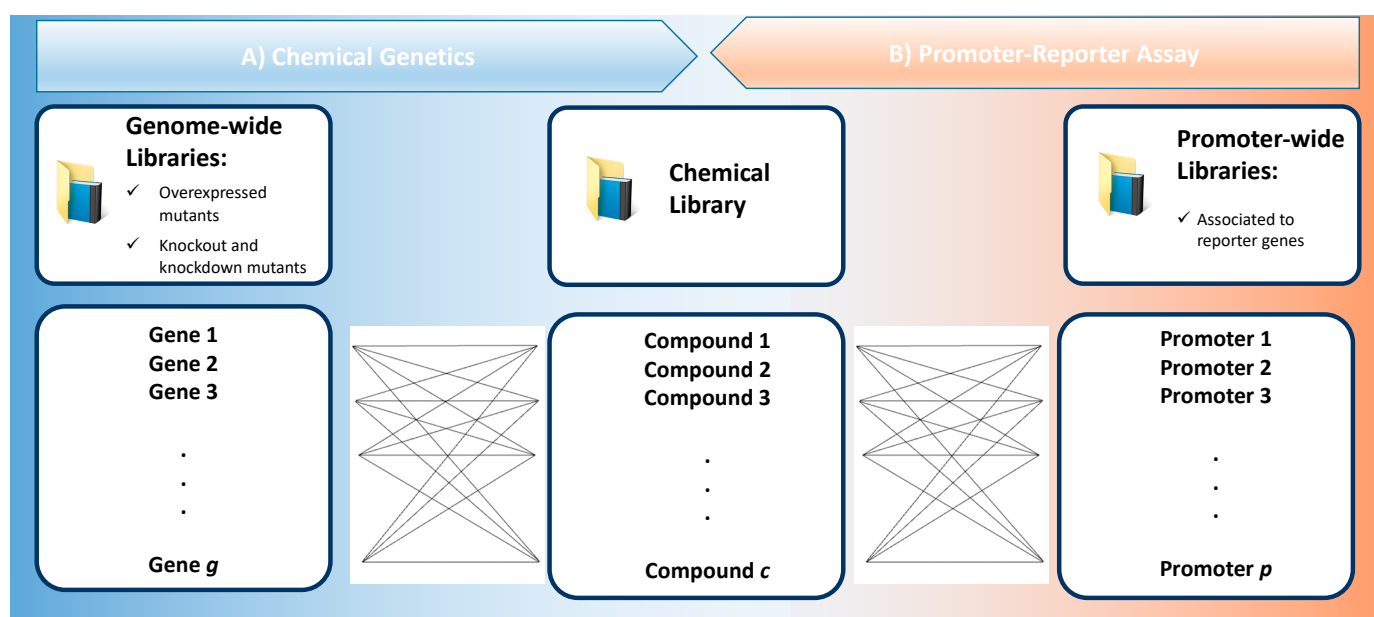 A) Chemical Genetics
B) Promoter-Reporter Assay
Genome-wide
Libraries:
✓ Overexpressed
mutants
✓ Knockout and
knockdown mutants
Chemical
Library
Promoter-wide
Libraries:
✓ Associated to
reporter genes
Gene 1
Gene 2
Gene 3
.
.
.
Gene g
Compound 1
Compound 2
Compound 3
.
.
.
Compound c
Promoter 1
Promoter 2
Promoter 3
.
.
.
Promoter p